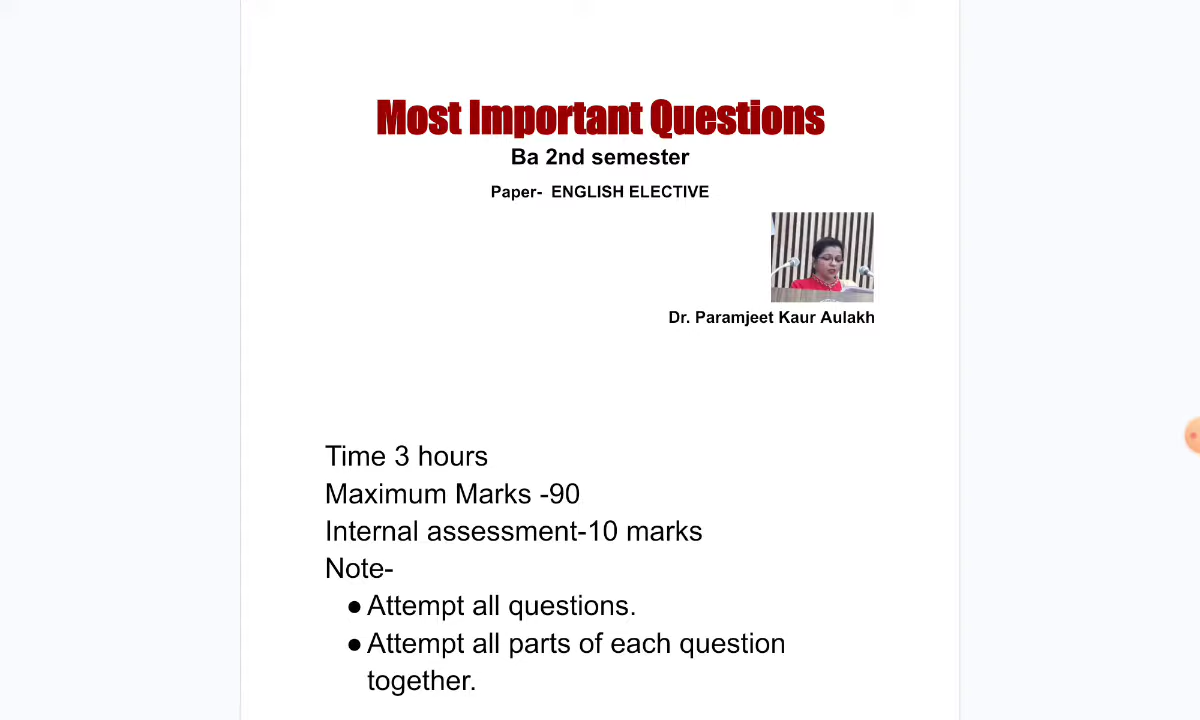 Most Important Questions
Ba 2nd semester
Paper- ENGLISH ELECTIVE
Dr. Paramjeet Kaur Aulakh
Time 3 hours
Maximum Marks -90
Internal assessment-10 marks
Note-
● Attempt all questions.
● Attempt all parts of each question
together.